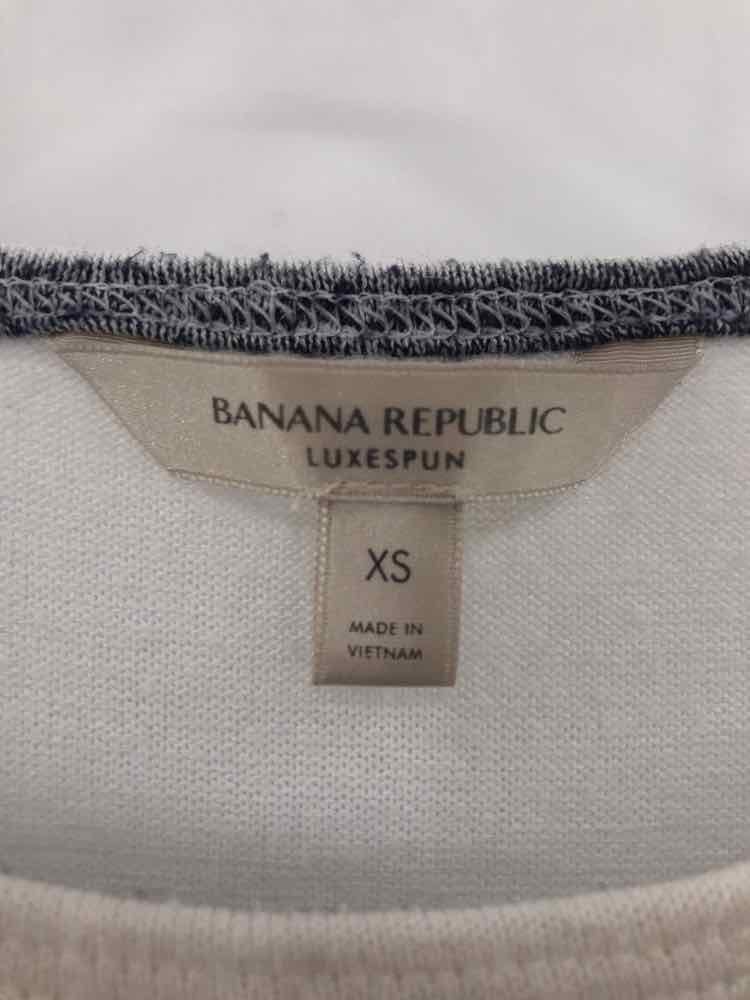 BANANA REPUBLIC
LUXESPUN
XS
MADE IN
VIETNAM